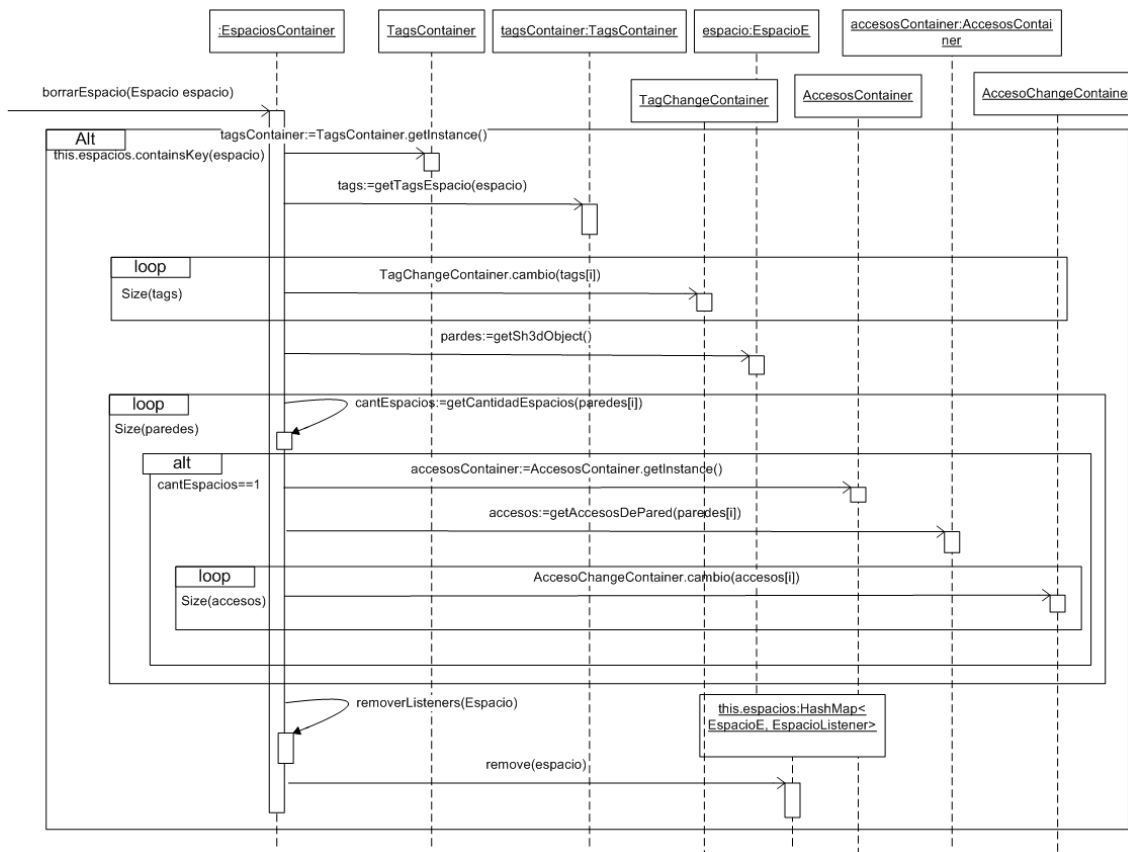 :EspaciosContainer
TagsContainer
tagsContainer:TagsContainer
espacio:EspacioE
accesosContainer:AccesosContai
ner
TagChangeContainer
AccesosContainer
AccesoChangeContainer
borrarEspacio(Espacio espacio)
Alt
tagsContainer:=TagsContainer.getInstance()
this.espacios.containsKey(espacio)
tags:=getTagsEspacio(espacio)
loop
TagChangeContainer.cambio(tags[i])
Size(tags)
pardes:=getSh3dObject()
loop
cantEspacios:=getCantidadEspacios(paredes[i])
Size(paredes)
alt
accesosContainer:=AccesosContainer.getInstance()
cantEspacios==1
accesos:=getAccesosDePared(paredes[i])
loop
AccesoChangeContainer.cambio(accesos[i])
Size(accesos)
removerListeners(Espacio)
this.espacios:HashMap<
EspacioE, EspacioListener>
remove(espacio)